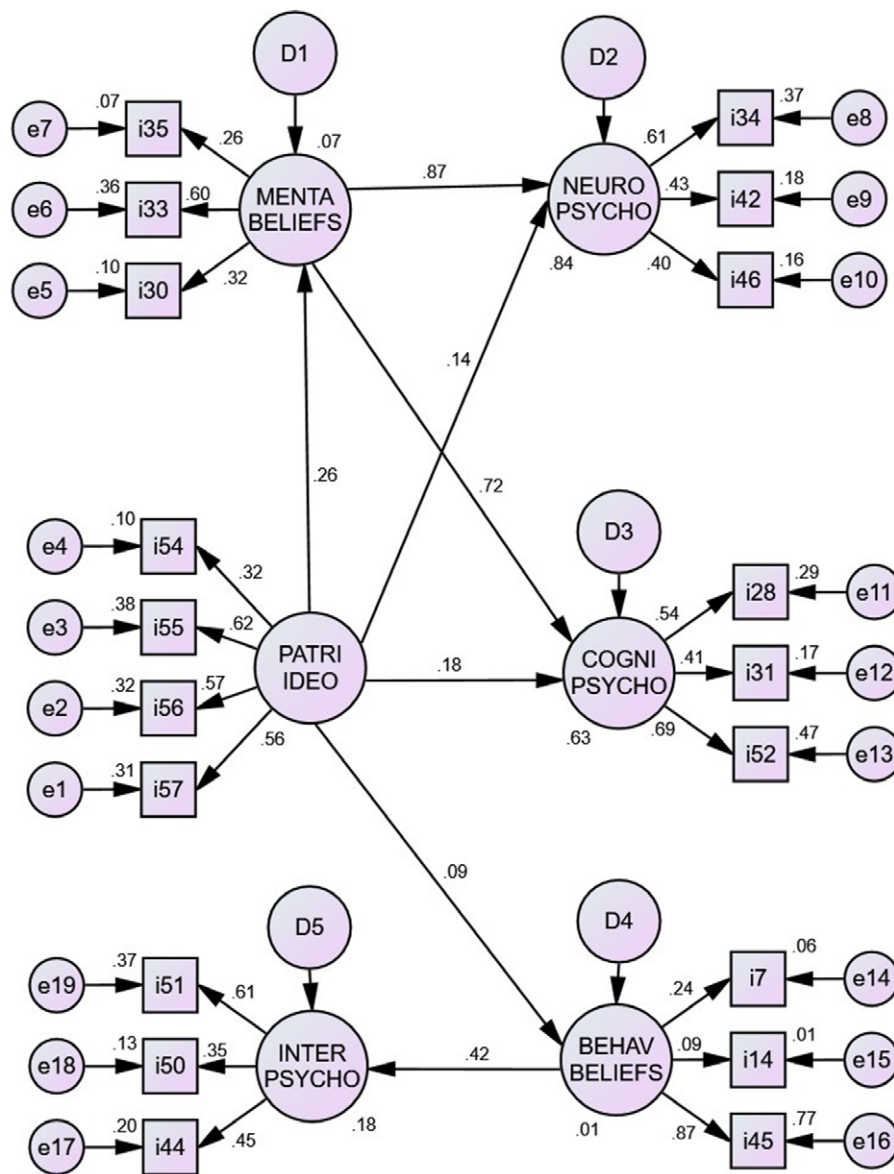 D1
D2
.07
i35
e7
.26
.07
.61
i34
.37
e8
MENTA
BELIEFS
.87
NEURO
PSYCHO
e6
.36
i33
.60
.43
i42
.18
e9
e5
.10
i30
.32
.84
.40
i46
.16
e10
.14
.26
.72
D3
e4
.10
i54
.32
e3
.38
i55
.62
PATRI
IDEO
.18
COGNI
PSYCHO
.54
i28
.29
e11
.41
i31
.17
e12
e2
.32
i56
.57
.63
.69
i52
.47
e13
e1
.31
i57
.56
.09
D5
D4
e19
.37
i51
.61
.24
i7
.06
e14
INTER
PSYCHO
.42
BEHAV
BELIEFS
e18
.13
i50
.35
.09
i14
.01
e15
e17
.20
i44
.45
.18
.01
.87
i45
.77
e16